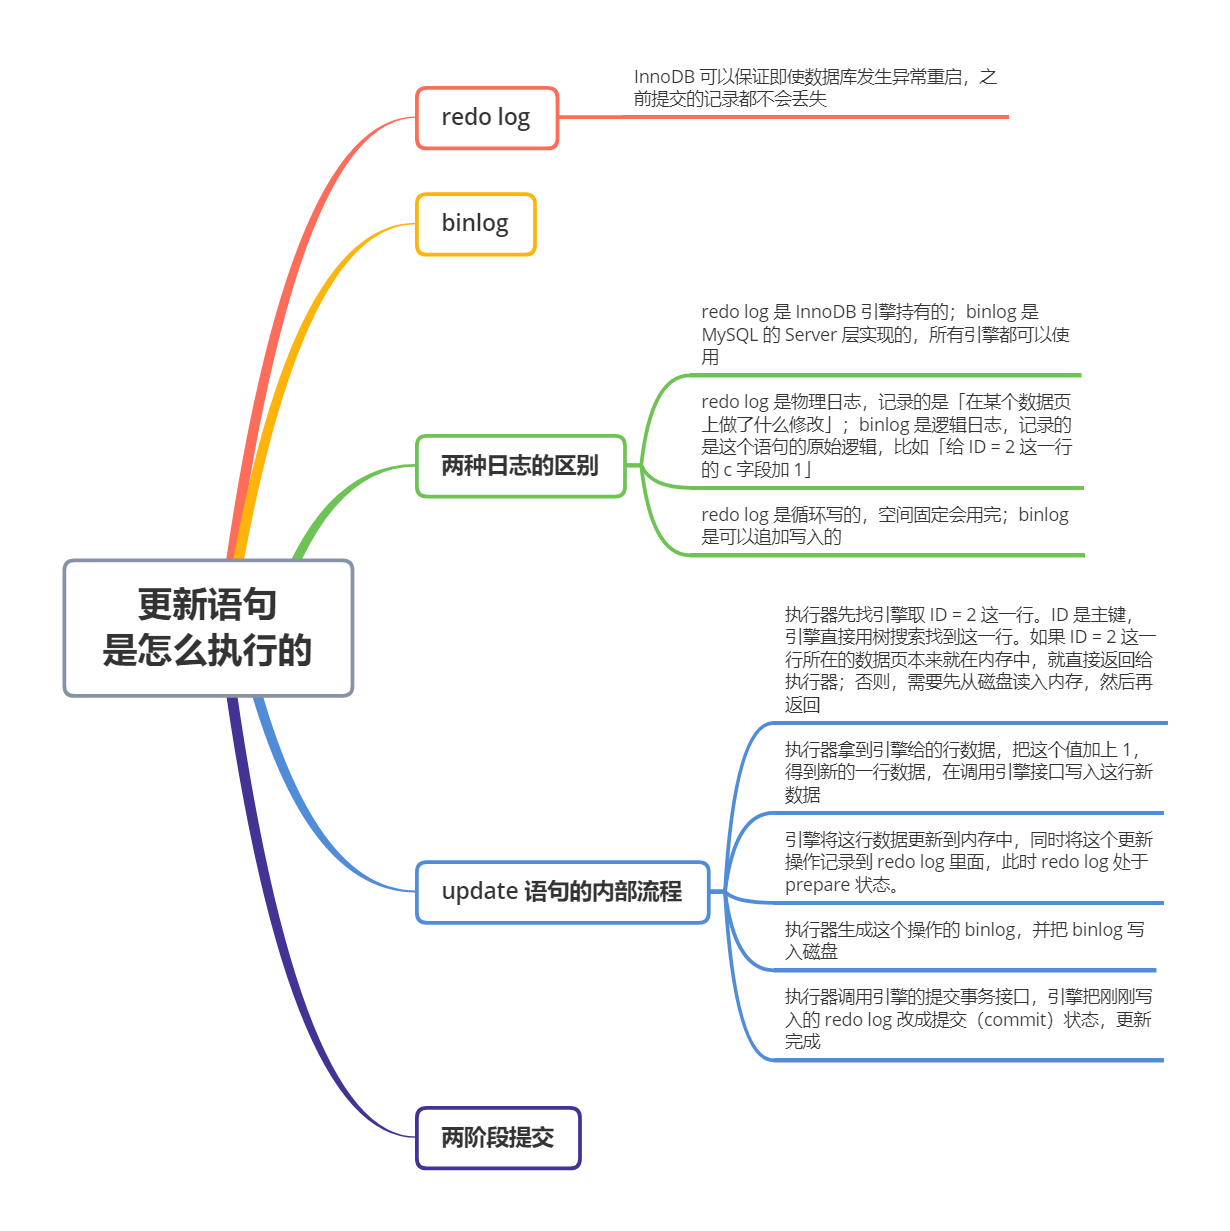 更新语句
是怎么执行的
redo log
InnoDB 可以保证即使数据库发生异常重启，之
前提交的记录都不会丢失
binlog
两种日志的区别
redo log 是 InnoDB 引擎持有的；binlog 是
MySQL 的 Server 层实现的，所有引擎都可以使
用
redo log 是物理日志，记录的是「在某个数据页
上做了什么修改」；binlog 是逻辑日志，记录的
是这个语句的原始逻辑，比如「给 ID = 2 这一行
的 c 字段加 1」
redo log 是循环写的，空间固定会用完；binlog
是可以追加写入的
update 语句的内部流程
执行器先找引擎取 ID = 2 这一行。ID 是主键，
引擎直接用树搜索找到这一行。如果 ID = 2 这一
行所在的数据页本来就在内存中，就直接返回给
执行器；否则，需要先从磁盘读入内存，然后再
返回
执行器拿到引擎给的行数据，把这个值加上 1，
得到新的一行数据，在调用引擎接口写入这行新
数据
引擎将这行数据更新到内存中，同时将这个更新
操作记录到 redo log 里面，此时 redo log 处于
prepare 状态。
执行器生成这个操作的 binlog，并把 binlog 写
入磁盘
执行器调用引擎的提交事务接口，引擎把刚刚写
入的 redo log 改成提交（commit）状态，更新
完成
两阶段提交